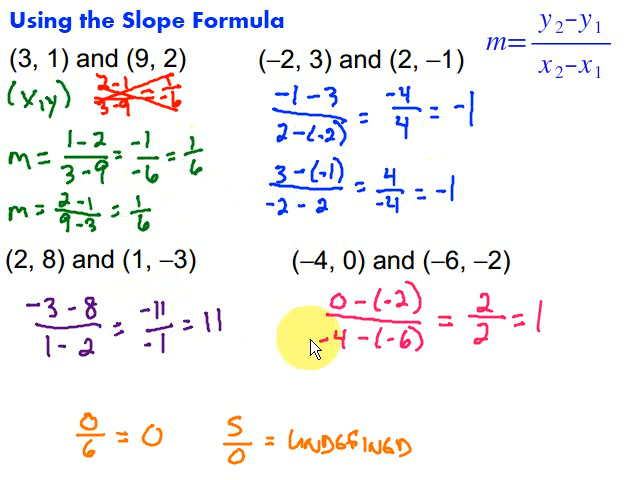 Using the Slope Formula
m= y₂–y₁ / x₂–x₁
(3, 1) and (9, 2)
(x,y) 2-1/3-9 = 1/-6
m = 1-2/3-9 = -1/-6 = 1/6
m = 2-1/9-3 = 1/6
(–2, 3) and (2, –1)
-1-3/2-(-2) = -4/4 = -1
3-(-1)/-2-2 = 4/-4 = -1
(2, 8) and (1, –3)
-3-8/1-2 = -11/-1 = 11
(–4, 0) and (–6, –2)
0-(-2)/-4-(-6) = 2/2 = 1
0/6 = 0
5/0 = UNDEFINED